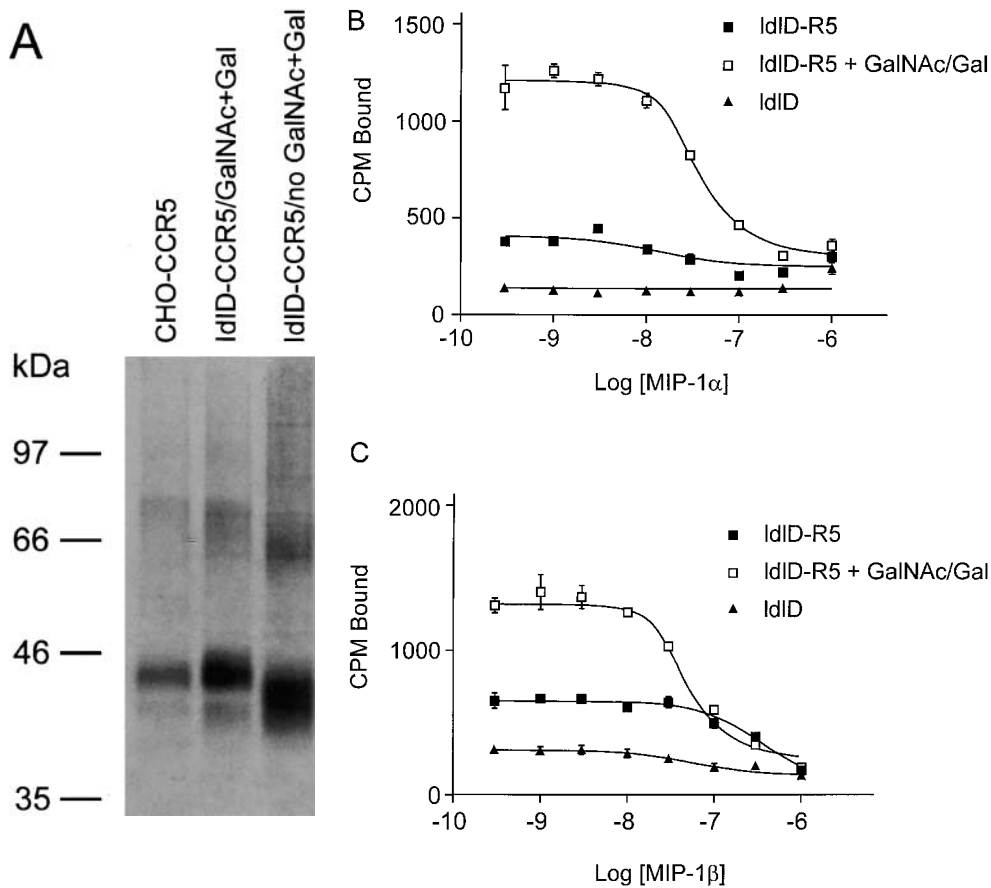 A
CHO-CCR5
ldlD-CCR5/GalNAc+Gal
ldlD-CCR5/no GalNAc+Gal
kDa
97
66
46
35
B
ldlD-R5
ldlD-R5 + GalNAc/Gal
ldlD
CPM Bound
1500
1000
500
0
-10
-9
-8
-7
-6
Log [MIP-1α]
C
ldlD-R5
ldlD-R5 + GalNAc/Gal
ldlD
CPM Bound
2000
1000
0
-10
-9
-8
-7
-6
Log [MIP-1β]